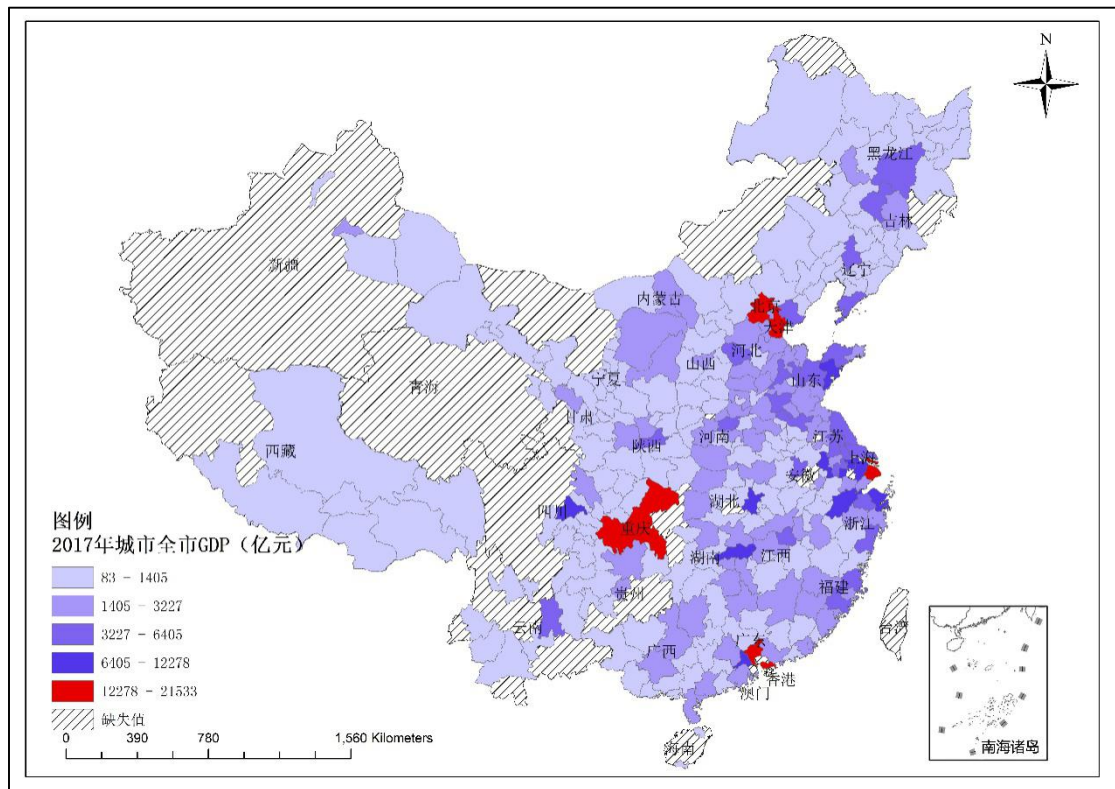 N
黑龙江
吉林
新疆
辽宁
内蒙古
北京
天津
河北
山西
宁夏
山东
青海
甘肃
陕西
河南
江苏
西藏
上海
安徽
四川
湖北
重庆
浙江
湖南
江西
贵州
福建
云南
台湾
广东
广西
香港
澳门
海南
南海诸岛
图例
2017年城市全市GDP（亿元）
83 - 1405
1405 - 3227
3227 - 6405
6405 - 12278
12278 - 21533
缺失值
0 390 780 1,560 Kilometers